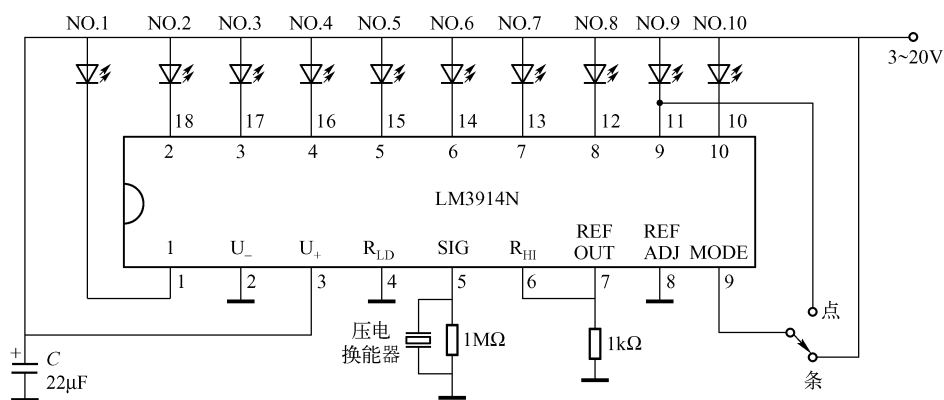 NO.1 NO.2 NO.3 NO.4 NO.5 NO.6 NO.7 NO.8 NO.9 NO.10
3~20V
18 17 16 15 14 13 12 11 10
2 3 4 5 6 7 8 9 10
LM3914N
1 U₋ U₊ R_LD SIG R_HI REF OUT REF ADJ MODE
1 2 3 4 5 6 7 8 9
点
压电
换能器
1MΩ
1kΩ
条
+
C
22μF